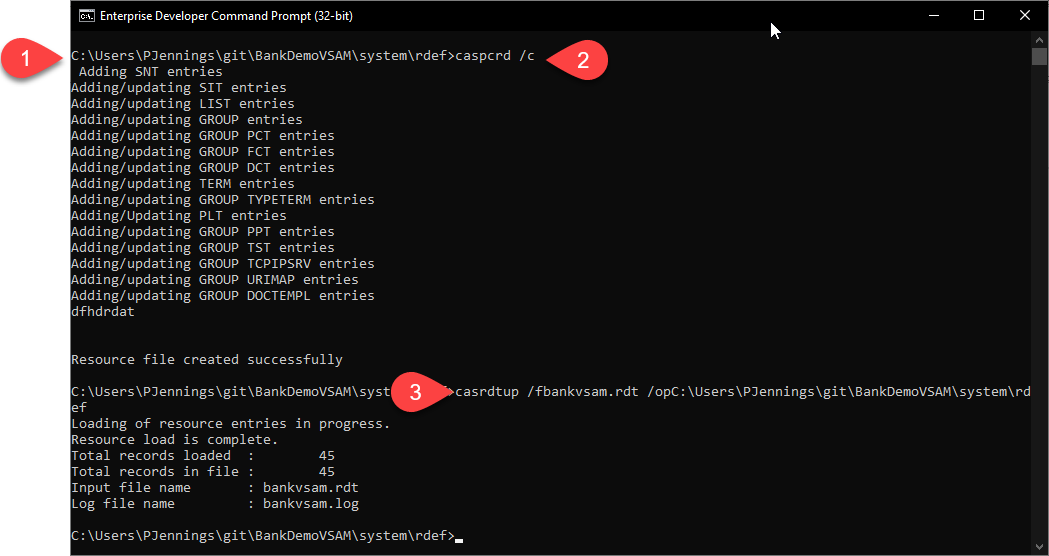 Enterprise Developer Command Prompt (32-bit)
1 C:\Users\PJennings\git\BankDemoVSAM\system\rdef>caspcrd /c 2
Adding SNT entries
Adding/updating SIT entries
Adding/updating LIST entries
Adding/updating GROUP entries
Adding/updating GROUP PCT entries
Adding/updating GROUP FCT entries
Adding/updating GROUP DCT entries
Adding/updating TERM entries
Adding/updating GROUP TYPETERM entries
Adding/Updating PLT entries
Adding/updating GROUP PPT entries
Adding/updating GROUP TST entries
Adding/updating GROUP TCPIPSRV entries
Adding/updating GROUP URIMAP entries
Adding/updating GROUP DOCTEMPL entries
dfhdrdat
Resource file created successfully
C:\Users\PJennings\git\BankDemoVSAM\syste 3 >casrdtup /fbankvsam.rdt /opC:\Users\PJennings\git\BankDemoVSAM\system\rd
ef
Loading of resource entries in progress.
Resource load is complete.
Total records loaded : 45
Total records in file : 45
Input file name : bankvsam.rdt
Log file name : bankvsam.log
C:\Users\PJennings\git\BankDemoVSAM\system\rdef>